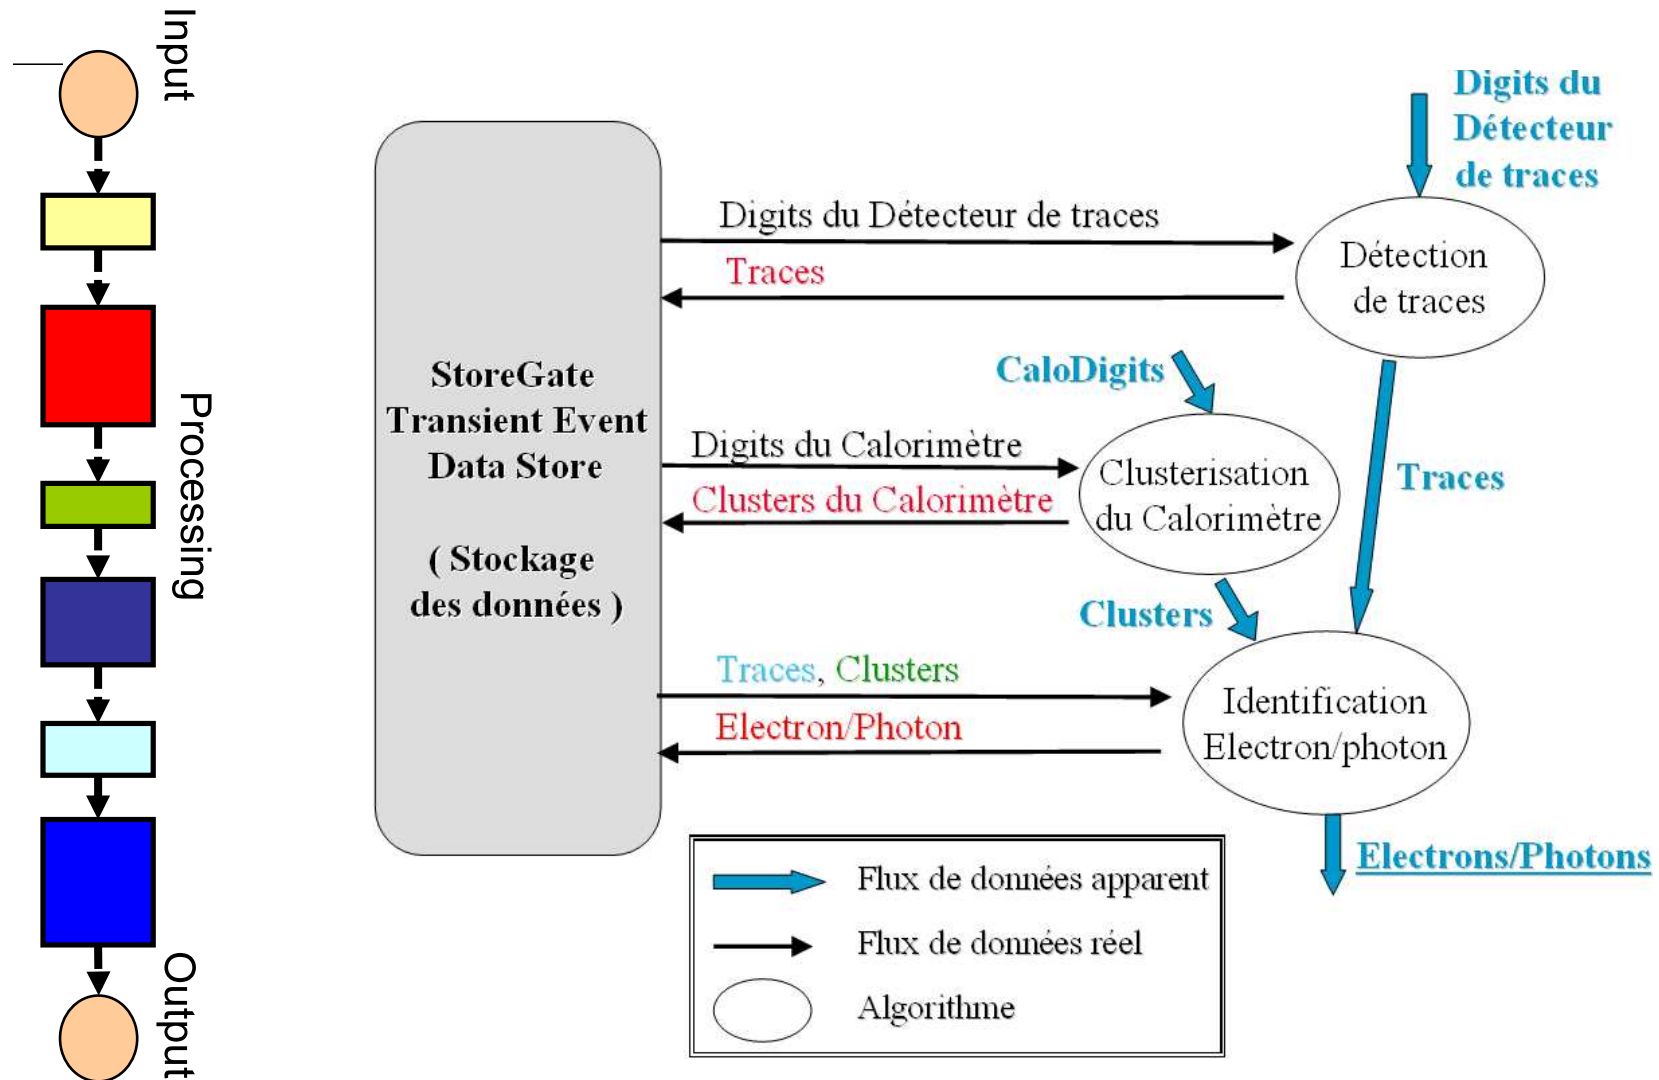 Input
Processing
Output
StoreGate
Transient Event
Data Store
( Stockage
des données )
Digits du
Détecteur
de traces
Digits du Détecteur de traces
Traces
Détection
de traces
CaloDigits
Digits du Calorimètre
Clusters du Calorimètre
Clusterisation
du Calorimètre
Traces
Clusters
Traces, Clusters
Electron/Photon
Identification
Electron/photon
Electrons/Photons
Flux de données apparent
Flux de données réel
Algorithme